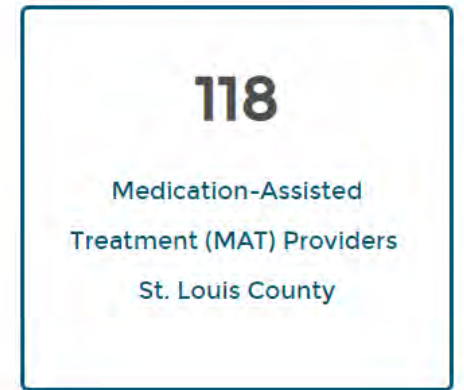 118
Medication-Assisted
Treatment (MAT) Providers
St. Louis County